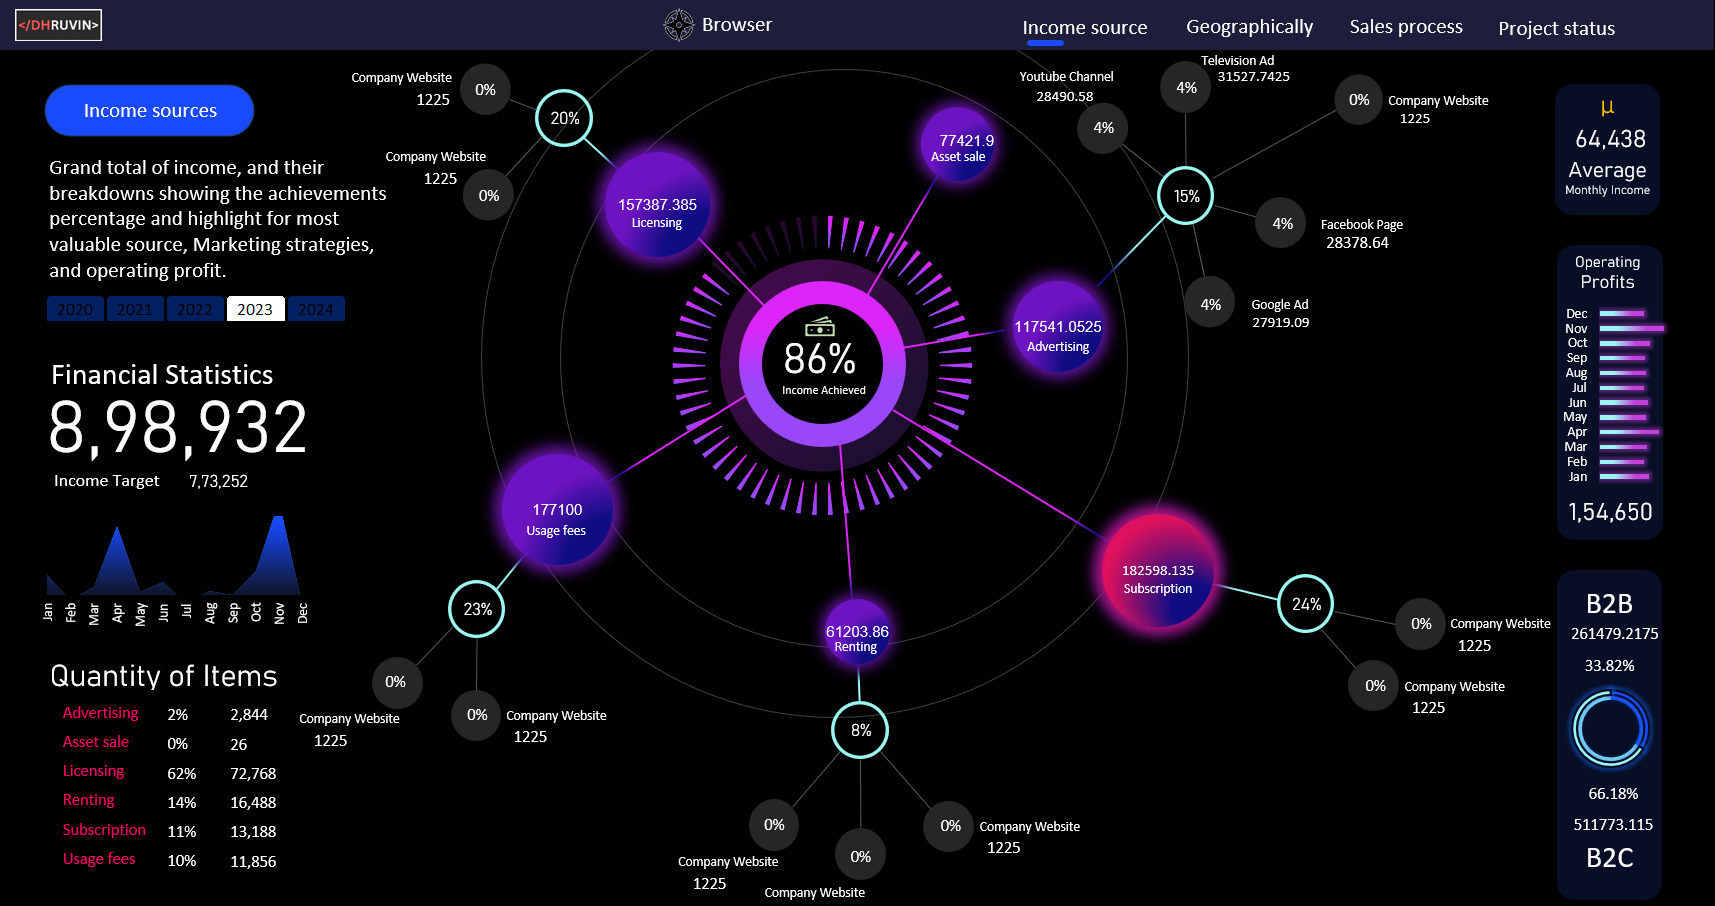 </DHRUVIN>
Browser
Income source
Geographically
Sales process
Project status
Income sources
Grand total of income, and their
breakdowns showing the achievements
percentage and highlight for most
valuable source, Marketing strategies,
and operating profit.
2020
2021
2022
2023
2024
Financial Statistics
8,98,932
Income Target 7,73,252
Jan
Feb
Mar
Apr
May
Jun
Jul
Aug
Sep
Oct
Nov
Dec
Quantity of Items
Advertising 2% 2,844
Asset sale 0% 26
Licensing 62% 72,768
Renting 14% 16,488
Subscription 11% 13,188
Usage fees 10% 11,856
Company Website
1225
0%
Company Website
1225
0%
20%
157387.385
Licensing
77421.9
Asset sale
Youtube Channel
28490.58
4%
Television Ad
31527.7425
4%
0%
Company Website
1225
15%
4%
Facebook Page
28378.64
4%
Google Ad
27919.09
117541.0525
Advertising
86%
Income Achieved
177100
Usage fees
23%
0%
Company Website
1225
0%
Company Website
1225
61203.86
Renting
8%
0%
Company Website
1225
0%
Company Website
0%
Company Website
1225
182598.135
Subscription
24%
0%
Company Website
1225
0%
Company Website
1225
μ
64,438
Average
Monthly Income
Operating
Profits
Dec
Nov
Oct
Sep
Aug
Jul
Jun
May
Apr
Mar
Feb
Jan
1,54,650
B2B
261479.2175
33.82%
66.18%
511773.115
B2C